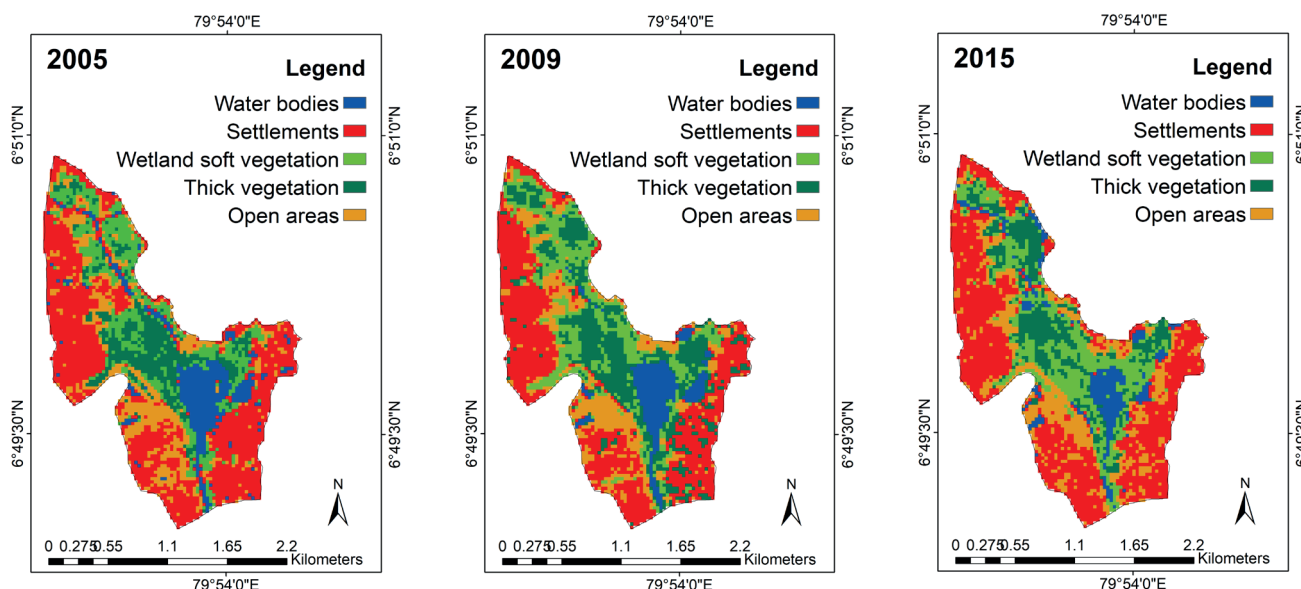 79°54'0"E
2005
Legend
Water bodies
Settlements
Wetland soft vegetation
Thick vegetation
Open areas
6°51'0"N
6°51'0"N
6°49'30"N
6°49'30"N
N
0 0.275 0.55 1.1 1.65 2.2
Kilometers
79°54'0"E
79°54'0"E
2009
Legend
Water bodies
Settlements
Wetland soft vegetation
Thick vegetation
Open areas
6°51'0"N
6°51'0"N
6°49'30"N
6°49'30"N
N
0 0.275 0.55 1.1 1.65 2.2
Kilometers
79°54'0"E
79°54'0"E
2015
Legend
Water bodies
Settlements
Wetland soft vegetation
Thick vegetation
Open areas
6°51'0"N
6°49'30"N
N
0 0.275 0.55 1.1 1.65 2.2
Kilometers
79°54'0"E